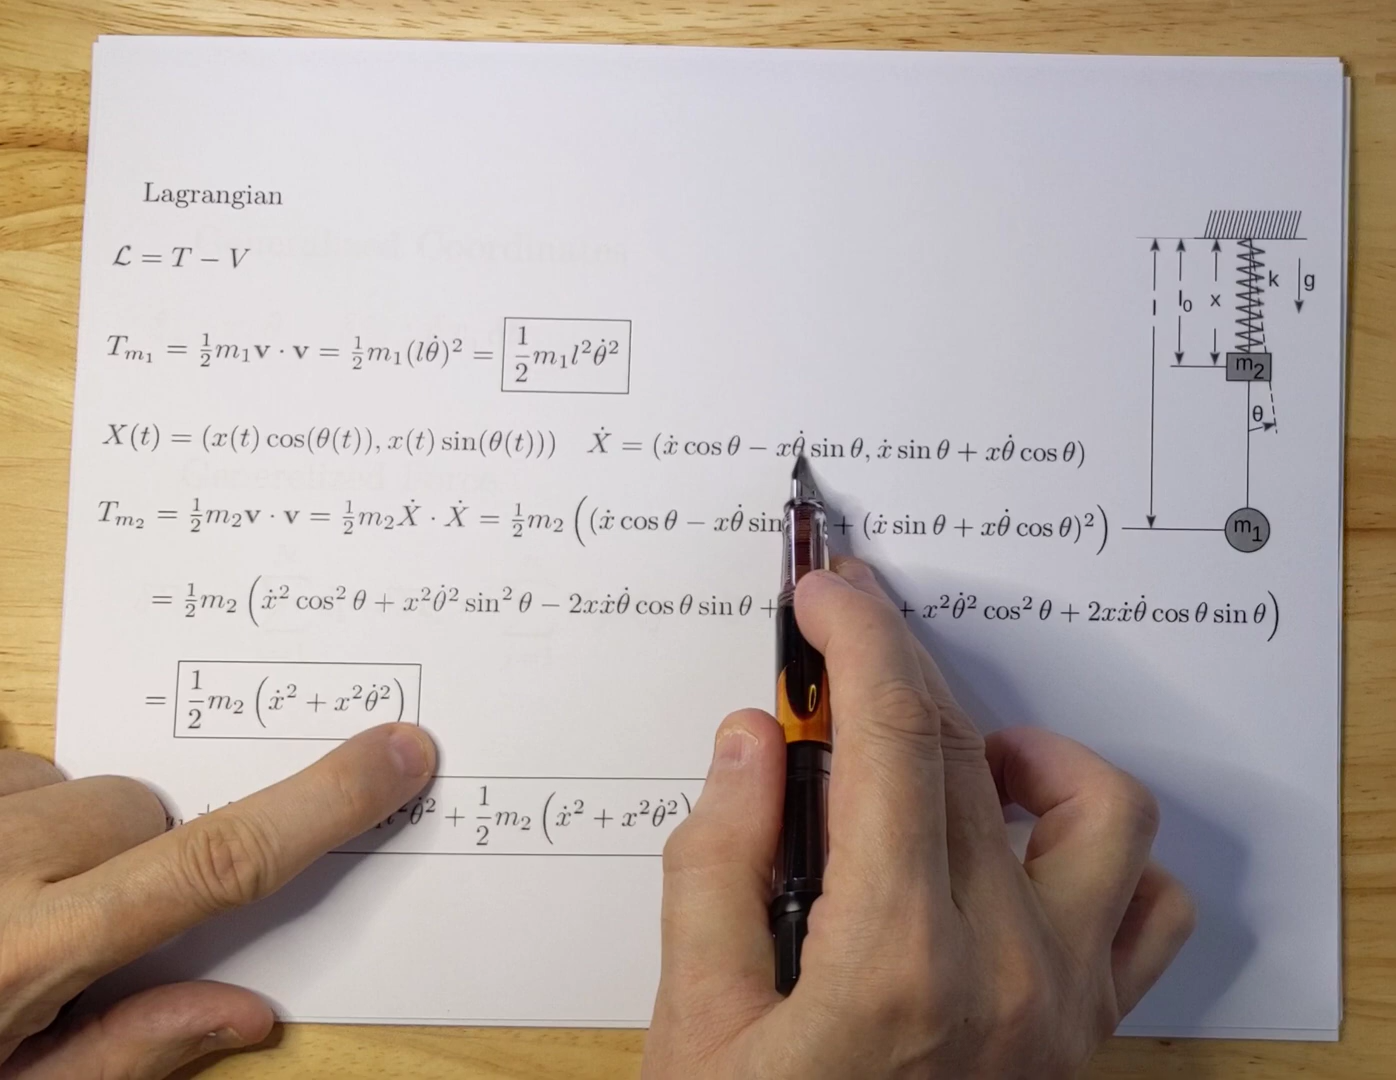 Lagrangian
ℒ = T − V
T_{m_1} = ½m_1**v** · **v** = ½m_1(lθ̇)² = ½m_1l²θ̇²
X(t) = (x(t) cos(θ(t)), x(t) sin(θ(t))) Ẋ = (ẋ cos θ − xθ̇ sin θ, ẋ sin θ + xθ̇ cos θ)
T_{m_2} = ½m_2**v** · **v** = ½m_2Ẋ · Ẋ = ½m_2((ẋ cos θ − xθ̇ sin + (ẋ sin θ + xθ̇ cos θ)²)
= ½m_2(ẋ² cos² θ + x²θ̇² sin² θ − 2xẋθ̇ cos θ sin θ + + x²θ̇² cos² θ + 2xẋθ̇ cos θ sin θ)
= ½m_2(ẋ² + x²θ̇²)
²θ̇² + ½m_2(ẋ² + x²θ̇²)
l
l_0
x
k
g
m_2
θ
m_1